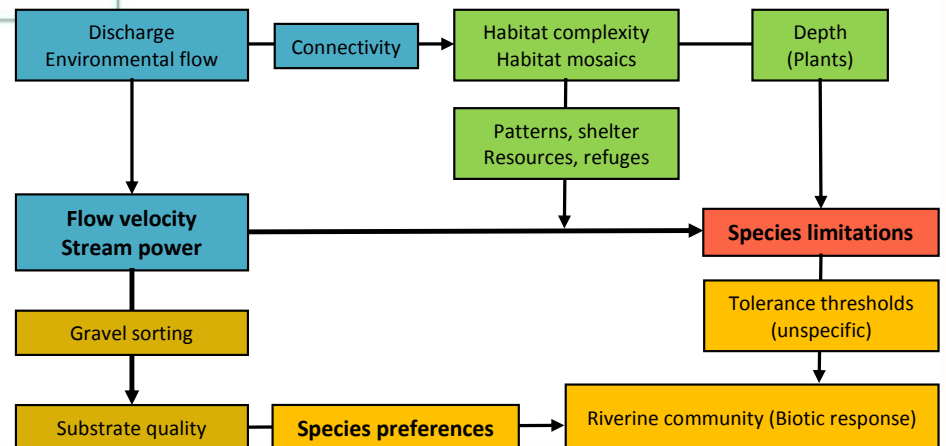 Discharge
Environmental flow
Connectivity
Habitat complexity
Habitat mosaics
Depth
(Plants)
Patterns, shelter
Resources, refuges
Flow velocity
Stream power
Species limitations
Gravel sorting
Tolerance thresholds
(unspecific)
Substrate quality
Species preferences
Riverine community (Biotic response)